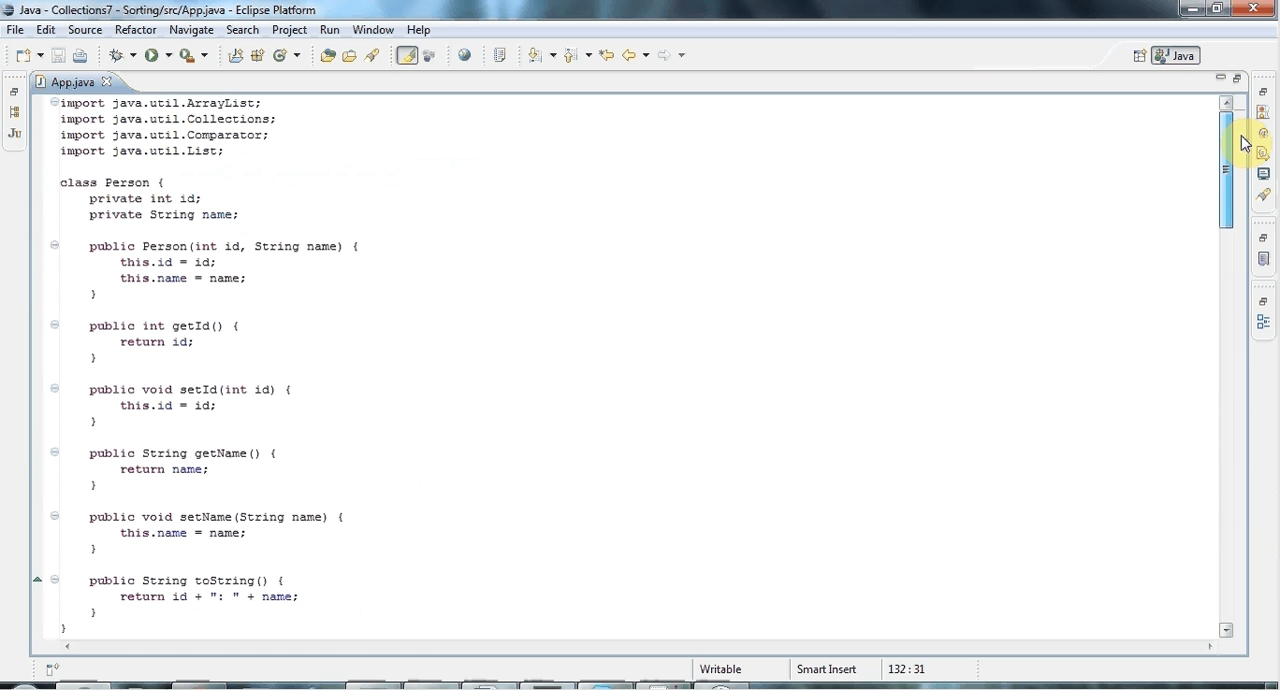 Java - Collections7 - Sorting/src/App.java - Eclipse Platform
File Edit Source Refactor Navigate Search Project Run Window Help
Java
App.java
import java.util.ArrayList;
import java.util.Collections;
import java.util.Comparator;
import java.util.List;
class Person {
private int id;
private String name;
public Person(int id, String name) {
this.id = id;
this.name = name;
}
public int getId() {
return id;
}
public void setId(int id) {
this.id = id;
}
public String getName() {
return name;
}
public void setName(String name) {
this.name = name;
}
public String toString() {
return id + ": " + name;
}
}
Writable Smart Insert 132 : 31